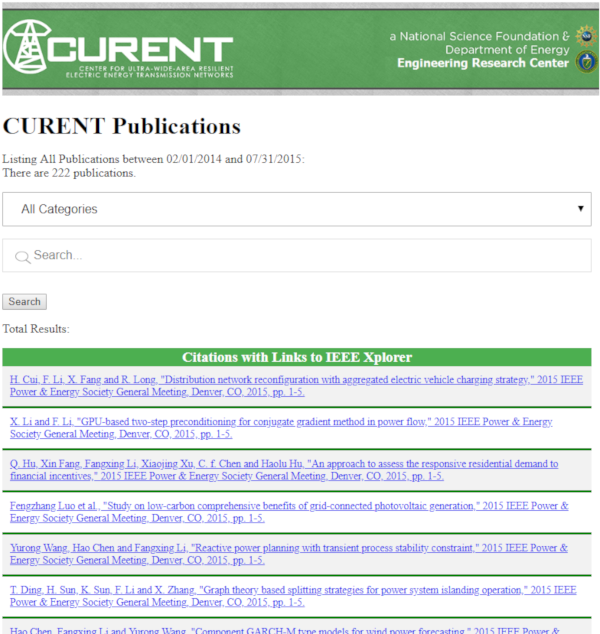 CURENT
CENTER FOR ULTRA-WIDE-AREA RESILIENT
ELECTRIC ENERGY TRANSMISSION NETWORKS
a National Science Foundation &
Department of Energy
Engineering Research Center
CURENT Publications
Listing All Publications between 02/01/2014 and 07/31/2015:
There are 222 publications.
All Categories
Search...
Search
Total Results:
Citations with Links to IEEE Xplorer
H. Cui, F. Li, X. Fang and R. Long, "Distribution network reconfiguration with aggregated electric vehicle charging strategy," 2015 IEEE
Power & Energy Society General Meeting, Denver, CO, 2015, pp. 1-5.
X. Li and F. Li, "GPU-based two-step preconditioning for conjugate gradient method in power flow," 2015 IEEE Power & Energy
Society General Meeting, Denver, CO, 2015, pp. 1-5.
Q. Hu, Xin Fang, Fangxing Li, Xiaojing Xu, C. f. Chen and Haolu Hu, "An approach to assess the responsive residential demand to
financial incentives," 2015 IEEE Power & Energy Society General Meeting, Denver, CO, 2015, pp. 1-5.
Fengzhang Luo et al., "Study on low-carbon comprehensive benefits of grid-connected photovoltaic generation," 2015 IEEE Power &
Energy Society General Meeting, Denver, CO, 2015, pp. 1-5.
Yurong Wang, Hao Chen and Fangxing Li, "Reactive power planning with transient process stability constraint," 2015 IEEE Power &
Energy Society General Meeting, Denver, CO, 2015, pp. 1-5.
T. Ding, H. Sun, K. Sun, F. Li and X. Zhang, "Graph theory based splitting strategies for power system islanding operation," 2015 IEEE
Power & Energy Society General Meeting, Denver, CO, 2015, pp. 1-5.
Hao Chen, Fangxing Li and Yurong Wang, "Component GARCH-M type models for wind power forecasting," 2015 IEEE Power &